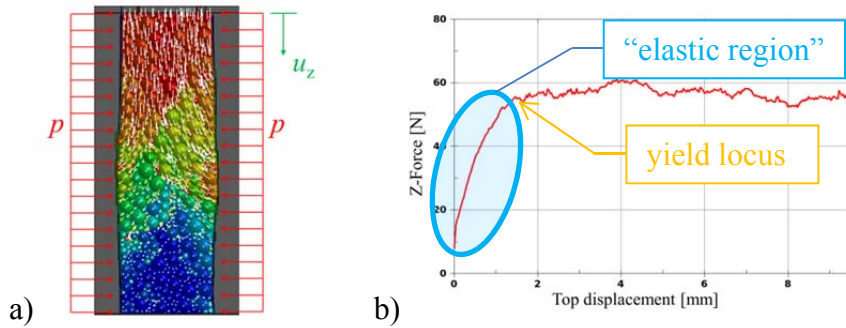 p
p
u_z
a)
b)
80
60
40
20
0
Z-Force [N]
0 2 4 6 8
Top displacement [mm]
“elastic region”
yield locus